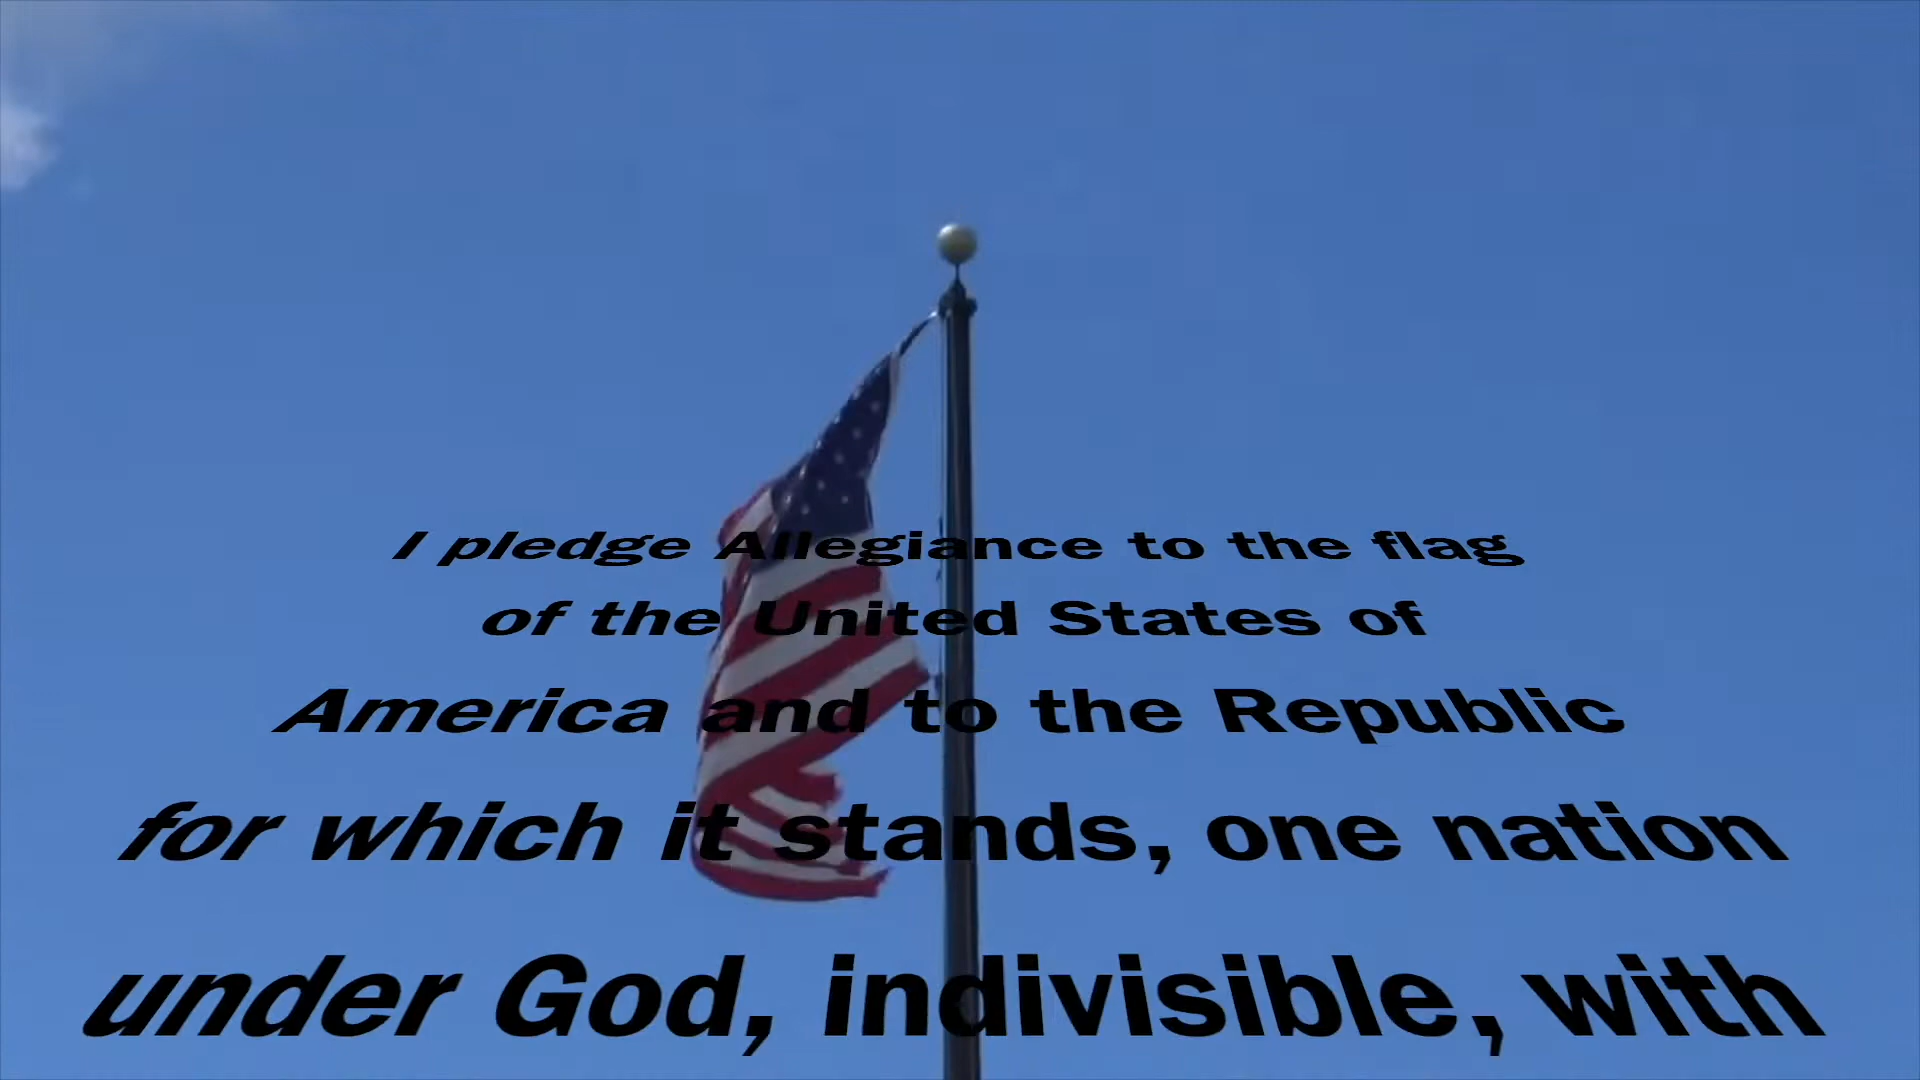 I pledge Allegiance to the flag
of the United States of
America and to the Republic
for which it stands, one nation
under God, indivisible, with